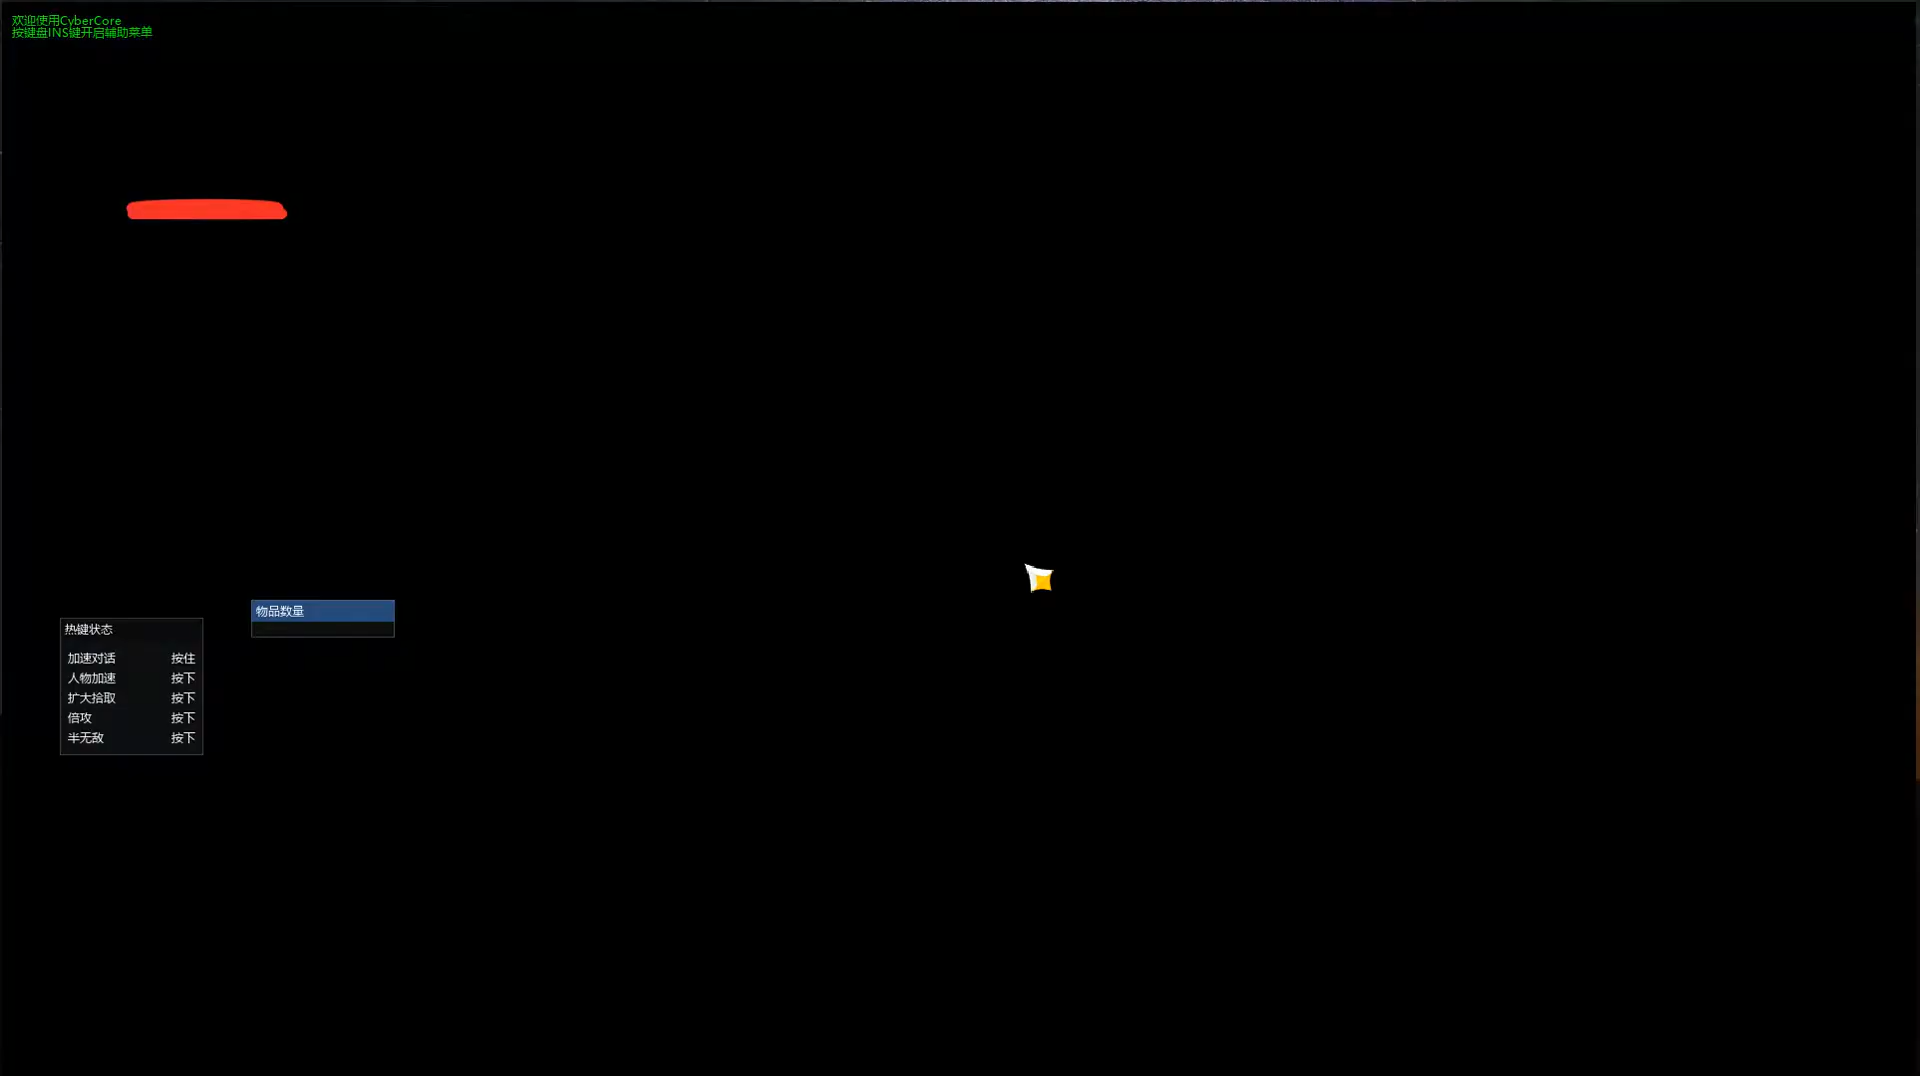 欢迎使用CyberCore
按键盘INS键开启辅助菜单
物品数量
热键状态
加速对话 按住
人物加速 按下
扩大拾取 按下
倍攻 按下
半无敌 按下